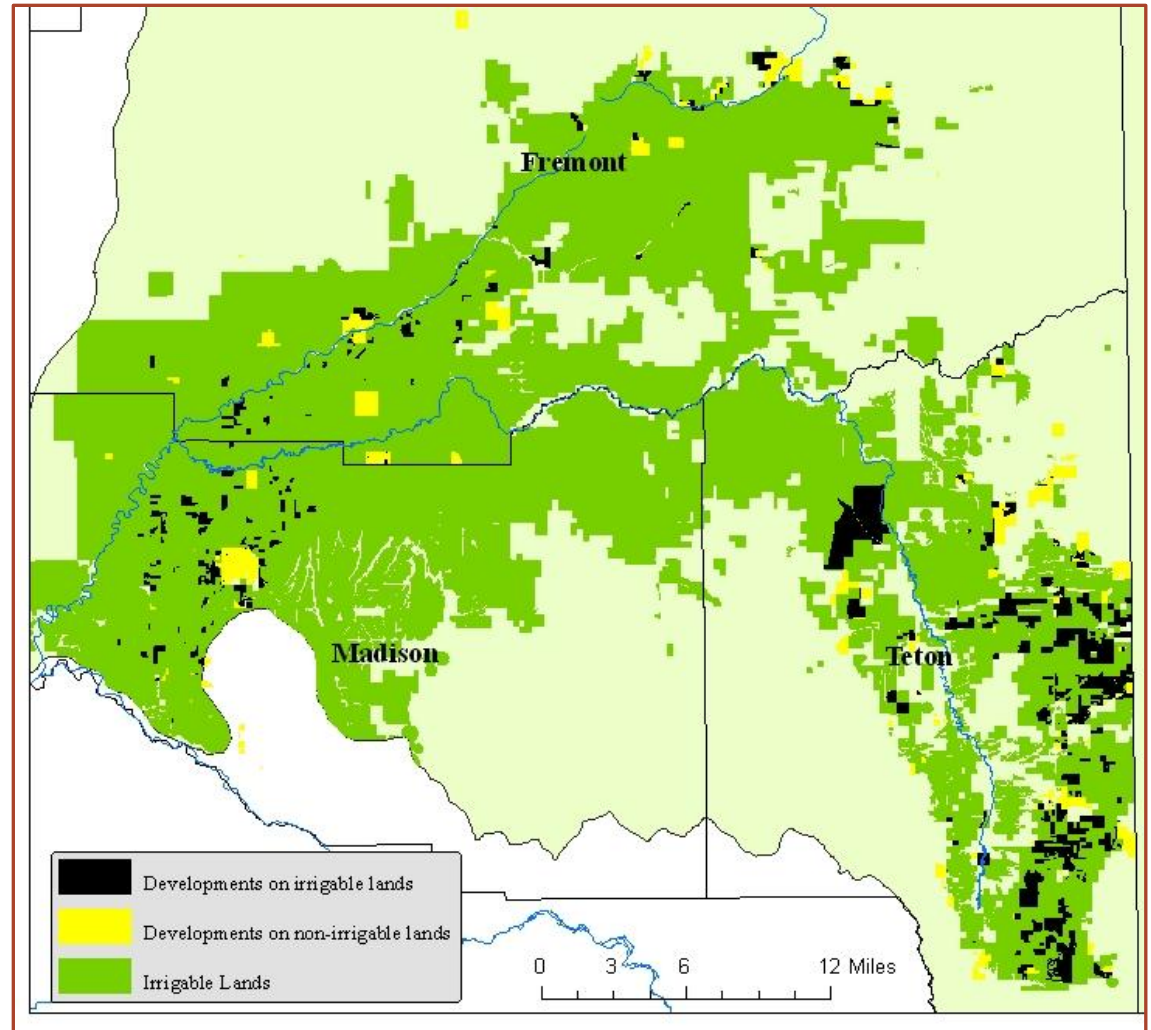 Fremont
Madison
Teton
Developments on irrigable lands
Developments on non-irrigable lands
Irrigable Lands
0 3 6 12 Miles